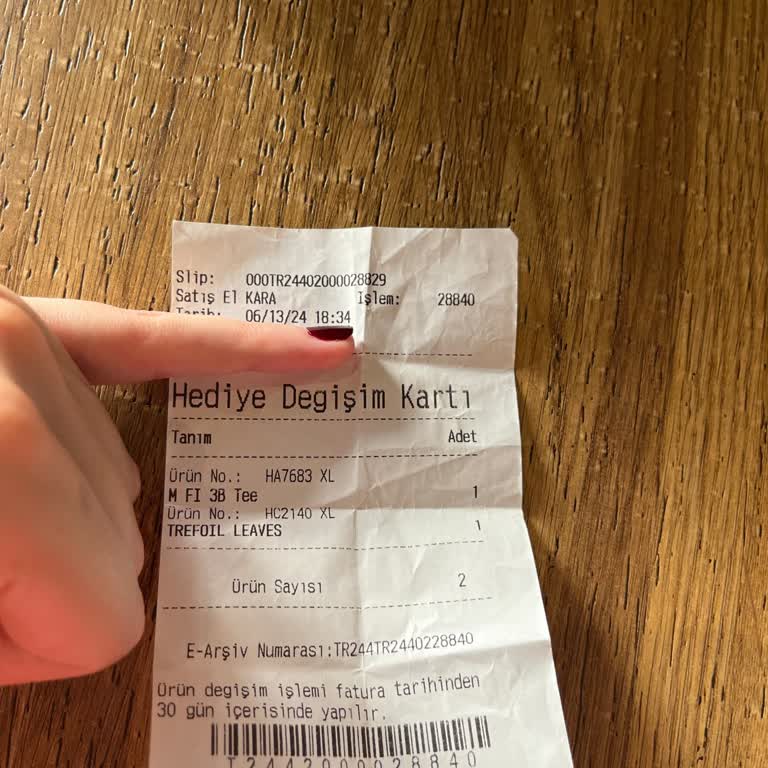 Slip: 000TR24402000028829
Satış El KARA İşlem: 28840
Tarih: 06/13/24 18:34
Hediye Degişim Kartı
Tanım Adet
Ürün No.: HA7683 XL
M FI 3B Tee 1
Ürün No.: HC2140 XL
TREFOIL LEAVES 1
Ürün Sayısı 2
E-Arşiv Numarası:TR244TR2440228840
Ürün degişim işlemi fatura tarihinden
30 gün içerisinde yapılır.
T2442000028840